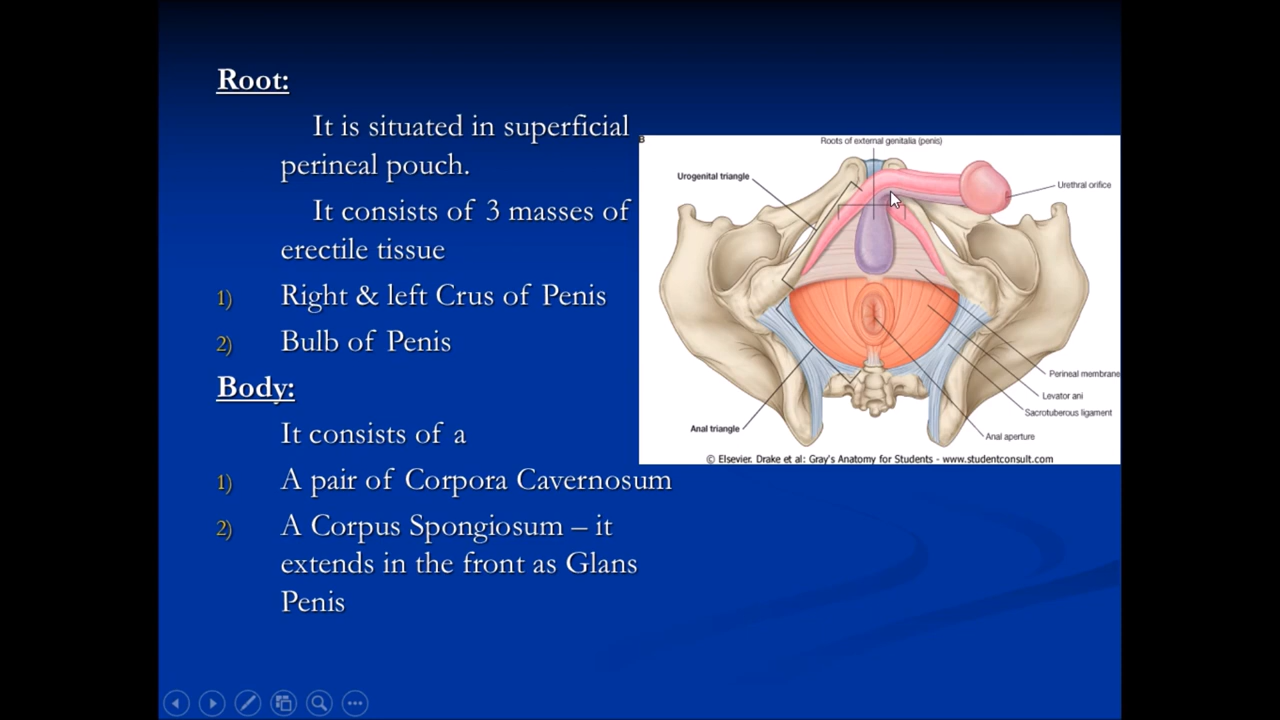 Root:
It is situated in superficial
perineal pouch.
It consists of 3 masses of
erectile tissue
1) Right & left Crus of Penis
2) Bulb of Penis
Body:
It consists of a
1) A pair of Corpora Cavernosum
2) A Corpus Spongiosum – it
extends in the front as Glans
Penis
B
Roots of external genitalia (penis)
Urogenital triangle
Urethral orifice
Perineal membrane
Levator ani
Sacrotuberous ligament
Anal triangle
Anal aperture
© Elsevier. Drake et al: Gray's Anatomy for Students - www.studentconsult.com